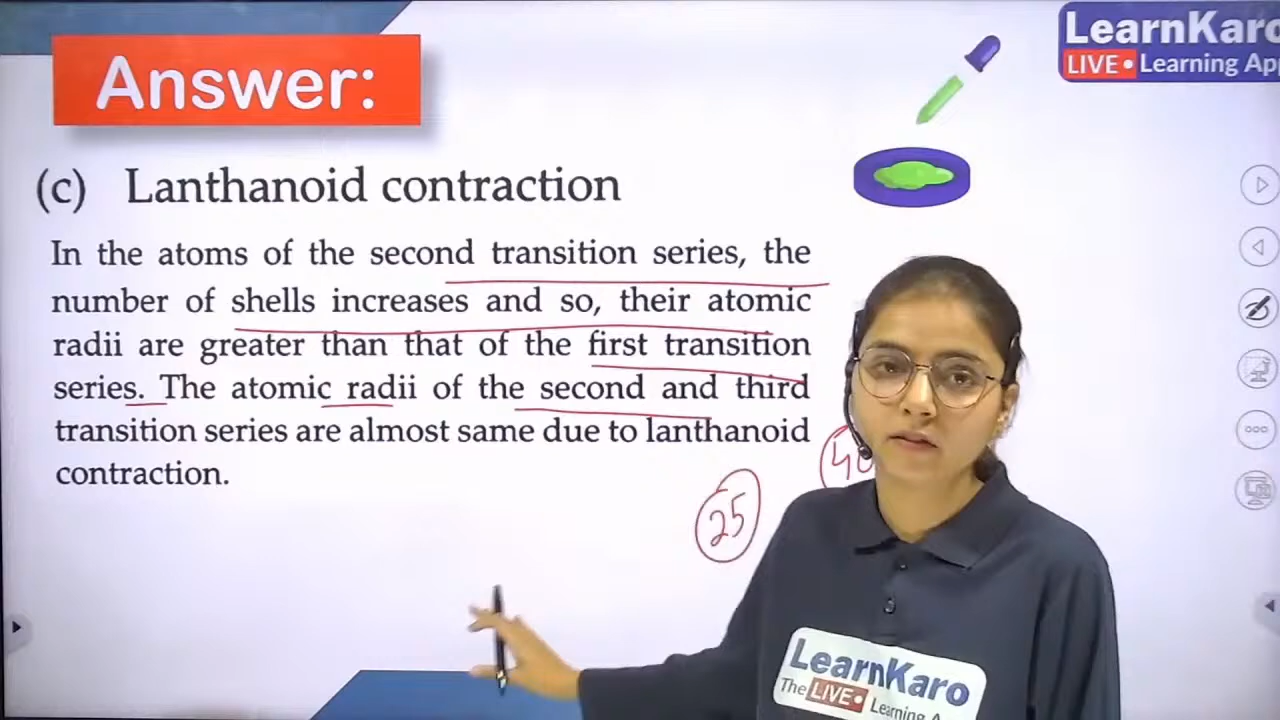 LearnKaro
LIVE• Learning App
Answer:
(c) Lanthanoid contraction
In the atoms of the second transition series, the
number of shells increases and so, their atomic
radii are greater than that of the first transition
series. The atomic radii of the second and third
transition series are almost same due to lanthanoid
contraction.
25
LearnKaro
The LIVE• Learning